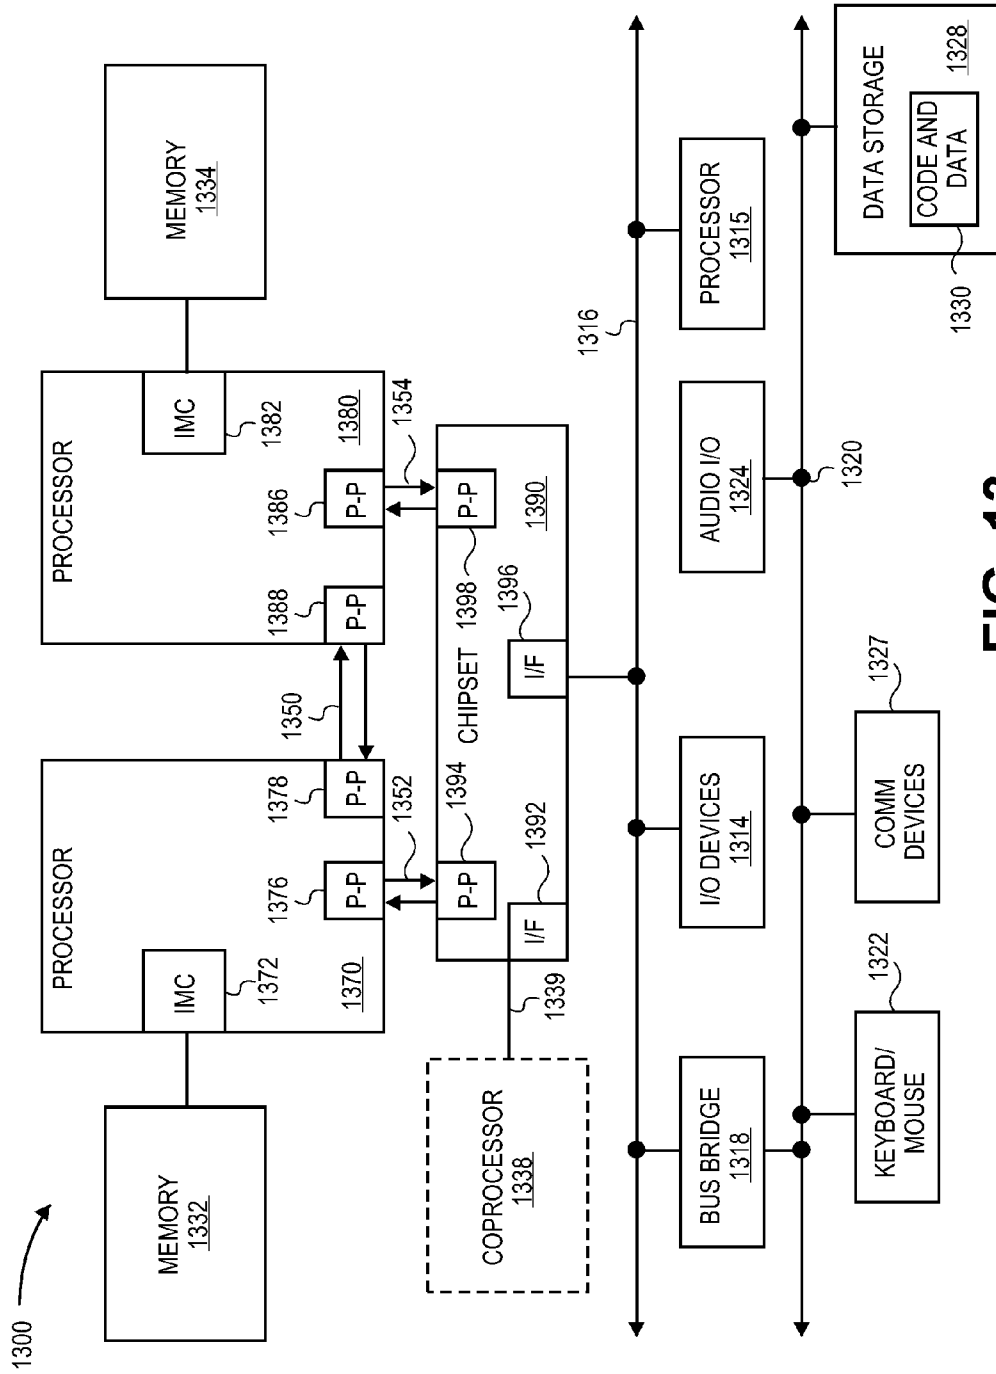 1300
MEMORY
1332
PROCESSOR
IMC
1372
1370
P-P
1376
P-P
1378
1350
PROCESSOR
P-P
1388
P-P
1386
IMC
1382
1380
MEMORY
1334
1352
1354
COPROCESSOR
1338
1339
I/F
1392
P-P
1394
CHIPSET
1390
P-P
1398
I/F
1396
1316
BUS BRIDGE
1318
I/O DEVICES
1314
AUDIO I/O
1324
PROCESSOR
1315
1320
KEYBOARD/
MOUSE
1322
COMM
DEVICES
1327
DATA STORAGE
1328
CODE AND
DATA
1330